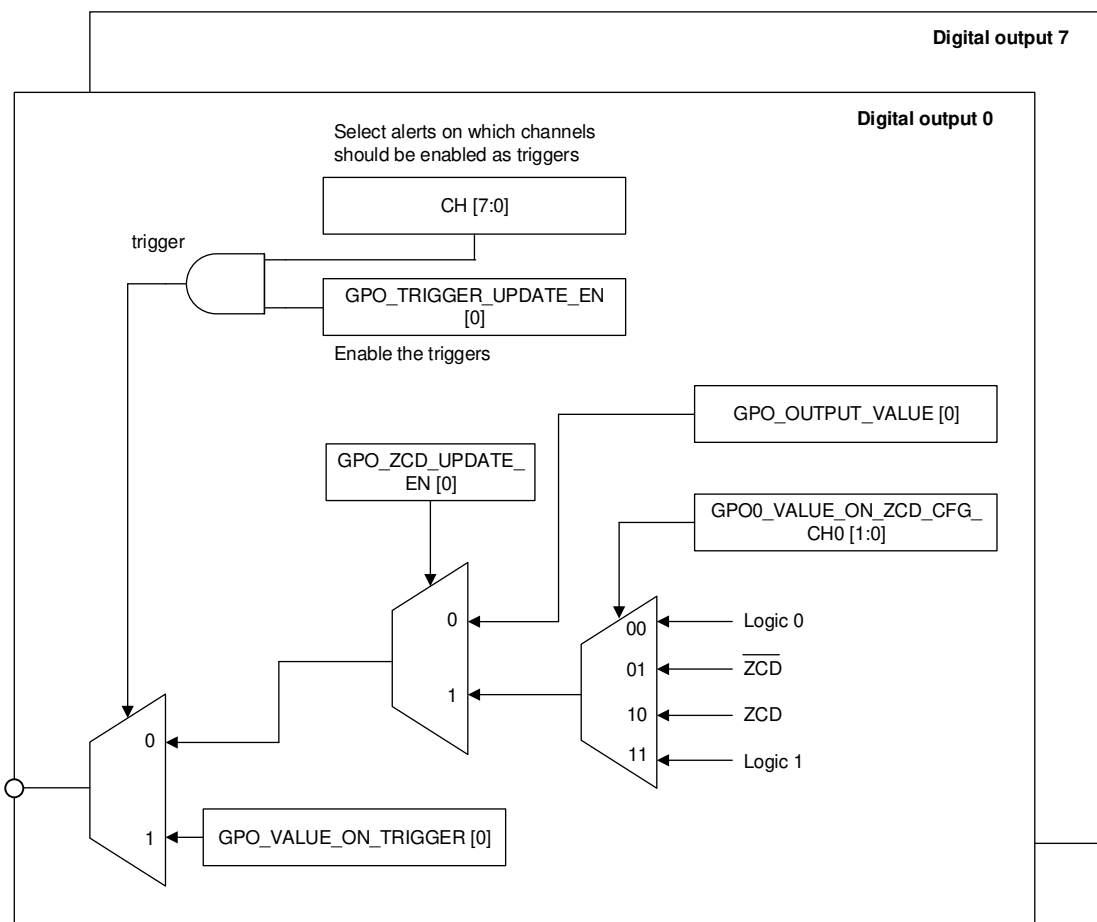 Digital output 7
Digital output 0
Select alerts on which channels
should be enabled as triggers
CH [7:0]
trigger
GPO_TRIGGER_UPDATE_EN
[0]
Enable the triggers
GPO_OUTPUT_VALUE [0]
GPO_ZCD_UPDATE_
EN [0]
GPO0_VALUE_ON_ZCD_CFG_
CH0 [1:0]
0
1
00
01
10
11
Logic 0
Z̅C̅D̅
ZCD
Logic 1
0
1
GPO_VALUE_ON_TRIGGER [0]